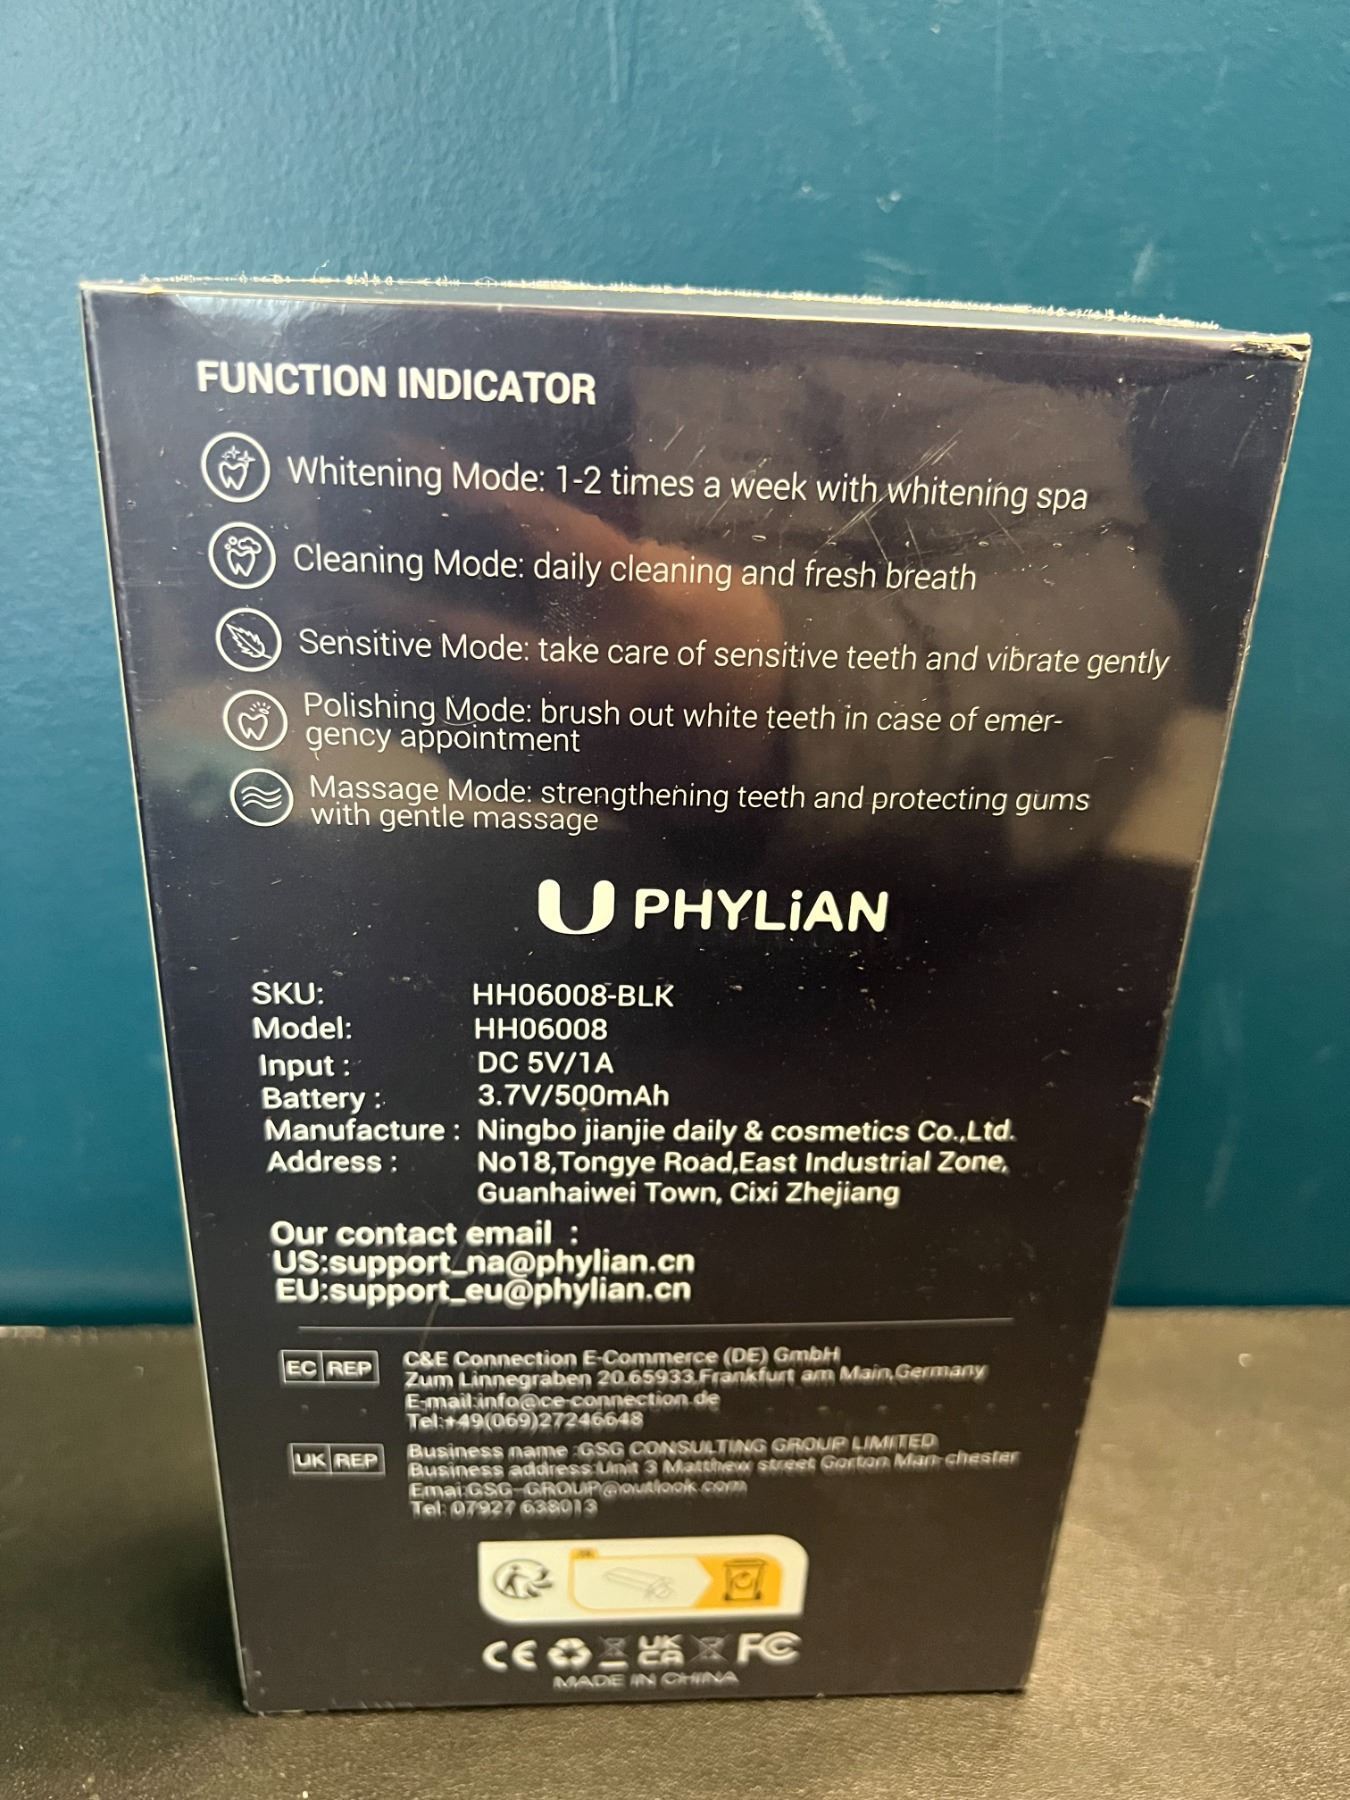 FUNCTION INDICATOR
Whitening Mode: 1-2 times a week with whitening spa
Cleaning Mode: daily cleaning and fresh breath
Sensitive Mode: take care of sensitive teeth and vibrate gently
Polishing Mode: brush out white teeth in case of emer-
gency appointment
Massage Mode: strengthening teeth and protecting gums
with gentle massage
U PHYLiAN
SKU: HH06008-BLK
Model: HH06008
Input : DC 5V/1A
Battery : 3.7V/500mAh
Manufacture : Ningbo jianjie daily & cosmetics Co.,Ltd.
Address : No18,Tongye Road,East Industrial Zone,
Guanhaiwei Town, Cixi Zhejiang
Our contact email :
US:support_na@phylian.cn
EU:support_eu@phylian.cn
EC REP C&E Connection E-Commerce (DE) GmbH
Zum Linnegraben 20,65933,Frankfurt am Main,Germany
E-mail:info@ce-connection.de
Tel:+49(069)27246648
UK REP Business name :GSG CONSULTING GROUP LIMITED
Business address:Unit 3 Matthew street Gorton Man-chester
Emai:GSG-GROUP@outlook.com
Tel: 07927 638013
CE UK CA FC
MADE IN CHINA